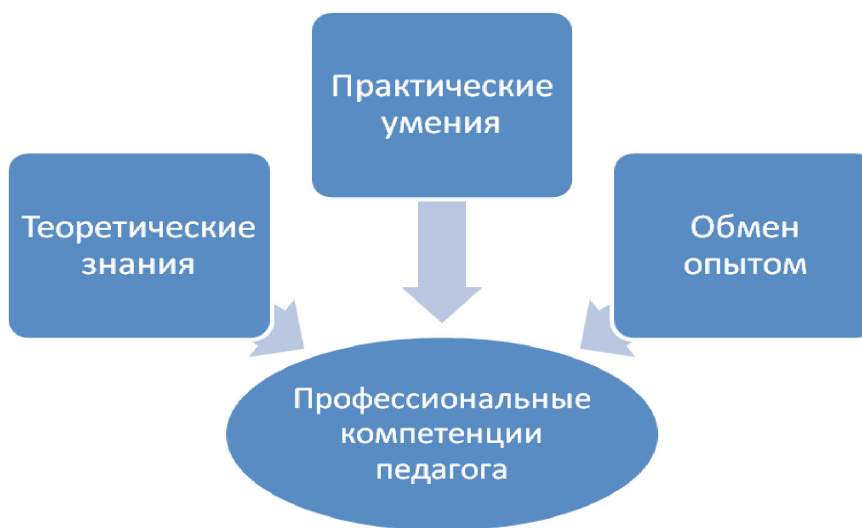 Практические
умения
Теоретические
знания
Обмен
опытом
Профессиональные
компетенции
педагога